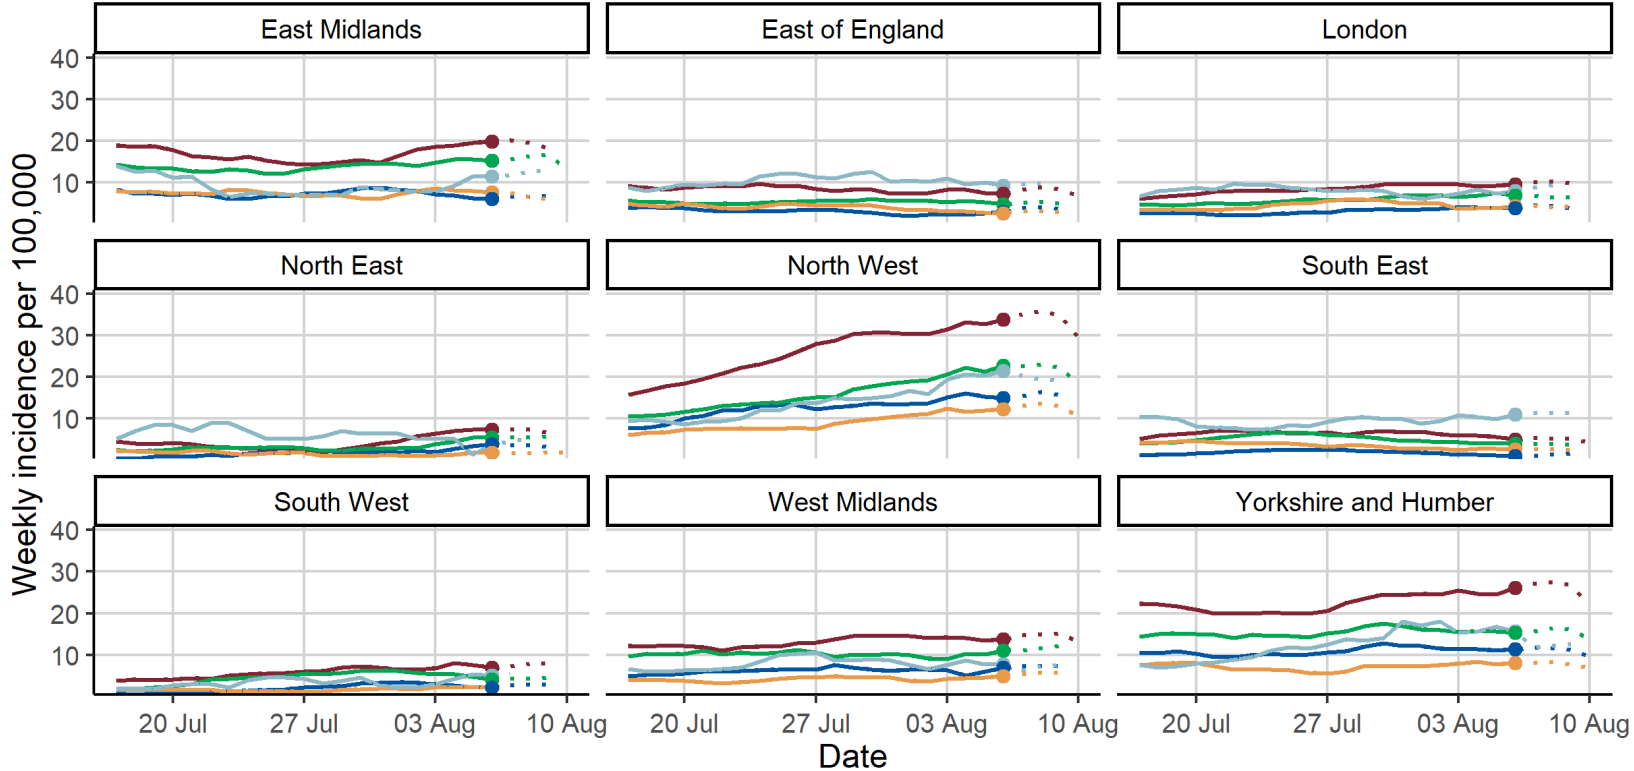 East Midlands
East of England
London
40
30
20
10
North East
North West
South East
40
30
20
10
South West
West Midlands
Yorkshire and Humber
40
30
20
10
20 Jul 27 Jul 03 Aug 10 Aug
20 Jul 27 Jul 03 Aug 10 Aug
20 Jul 27 Jul 03 Aug 10 Aug
Date
Weekly incidence per 100,000